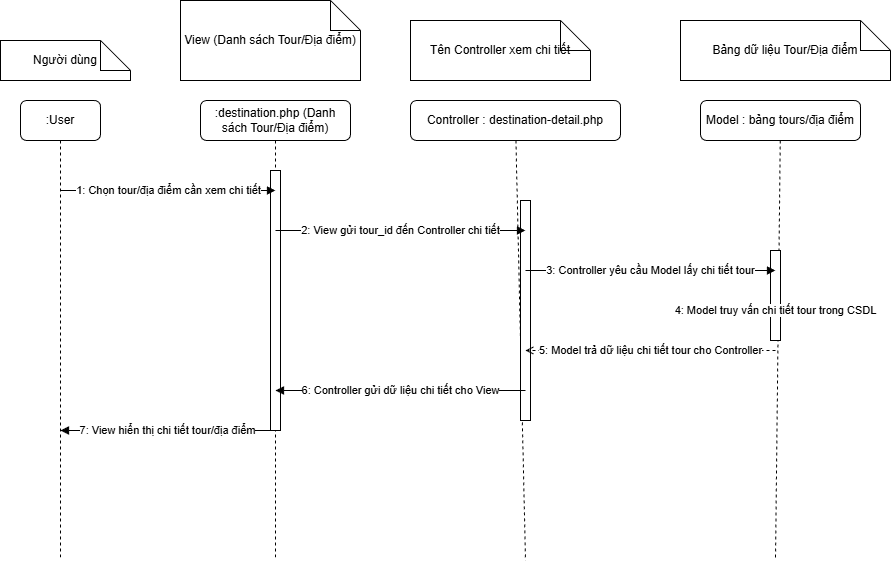 Người dùng
View (Danh sách Tour/Địa điểm)
Tên Controller xem chi tiết
Bảng dữ liệu Tour/Địa điểm
:User
:destination.php (Danh
sách Tour/Địa điểm)
Controller : destination-detail.php
Model : bảng tours/địa điểm
1: Chọn tour/địa điểm cần xem chi tiết
2: View gửi tour_id đến Controller chi tiết
3: Controller yêu cầu Model lấy chi tiết tour
4: Model truy vấn chi tiết tour trong CSDL
5: Model trả dữ liệu chi tiết tour cho Controller
6: Controller gửi dữ liệu chi tiết cho View
7: View hiển thị chi tiết tour/địa điểm